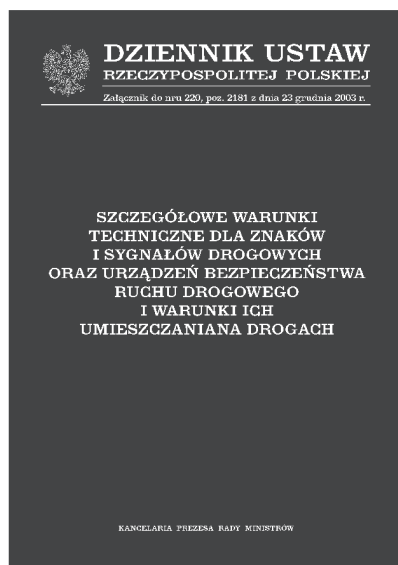 DZIENNIK USTAW
RZECZYPOSPOLITEJ POLSKIEJ
Załącznik do nru 220, poz. 2181 z dnia 23 grudnia 2003 r.
SZCZEGÓŁOWE WARUNKI
TECHNICZNE DLA ZNAKÓW
I SYGNAŁÓW DROGOWYCH
ORAZ URZĄDZEŃ BEZPIECZEŃSTWA
RUCHU DROGOWEGO
I WARUNKI ICH
UMIESZCZANIANA DROGACH
KANCELARIA PREZESA RADY MINISTRÓW